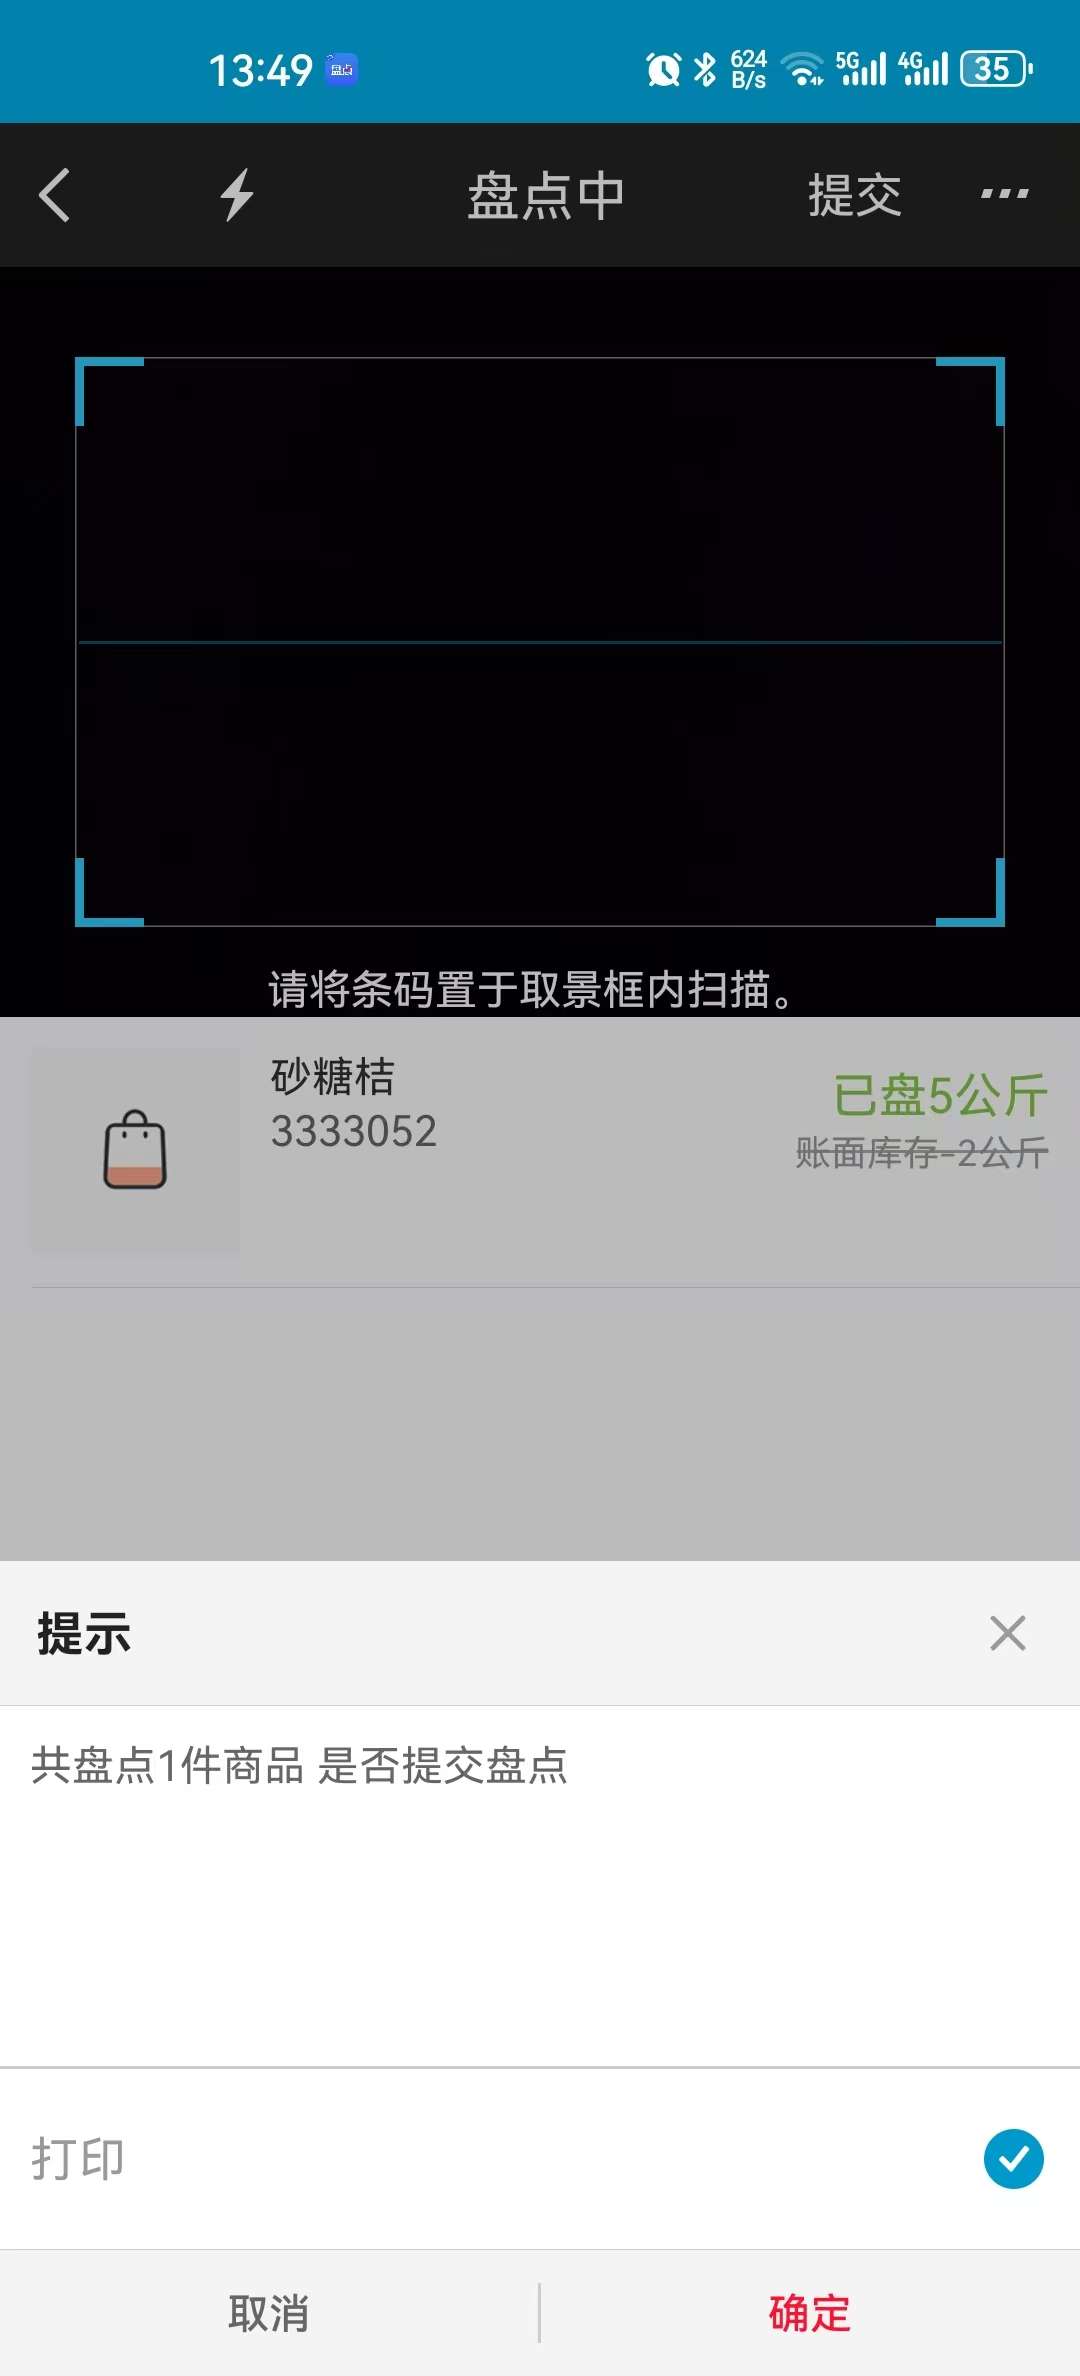 13:49 盘点 624 B/s 5G 4G 35
盘点中 提交
请将条码置于取景框内扫描。
砂糖桔
3333052
已盘5公斤
账面库存-2公斤
提示
共盘点1件商品 是否提交盘点
打印
取消 确定